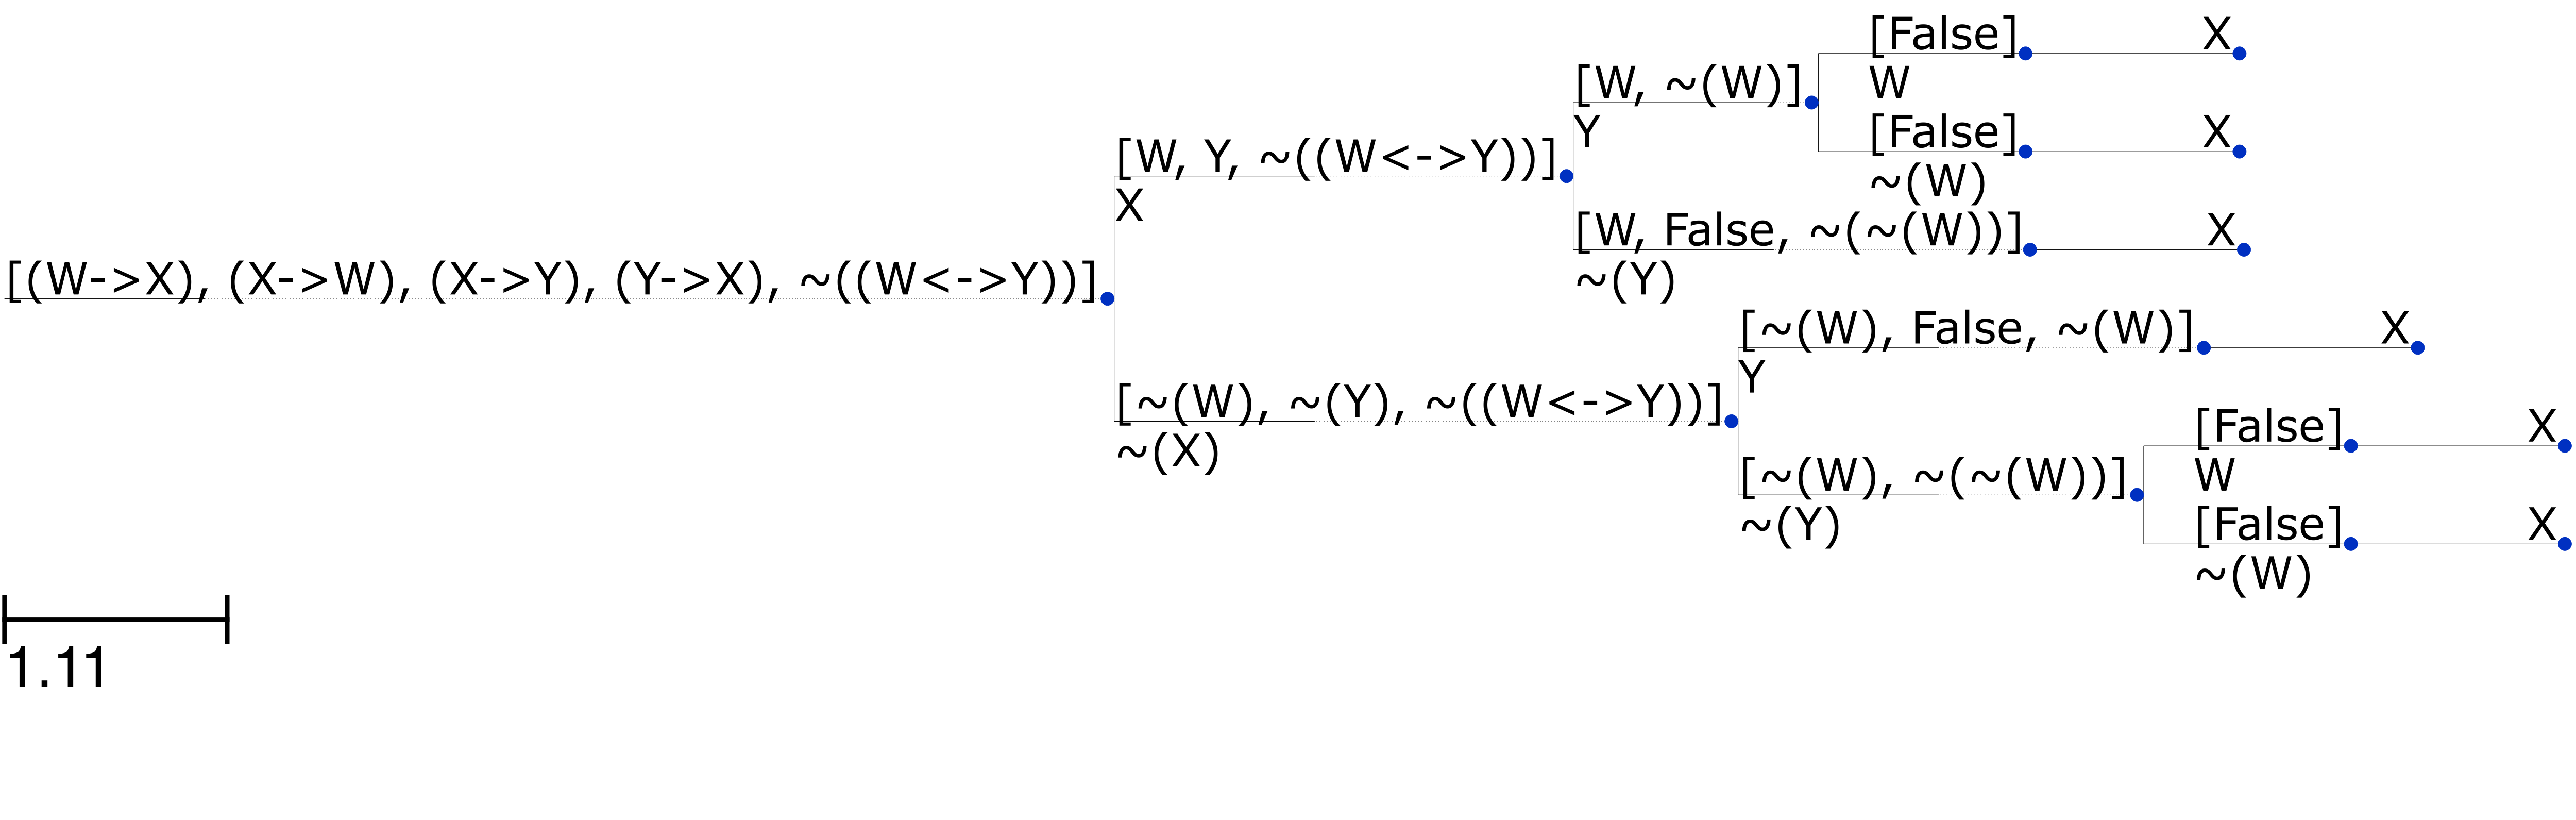 [False]
X
[W, ~(W)]
W
[False]
X
Y
[W, Y, ~((W<->Y))]
~(W)
X
[W, False, ~(~(W))]
X
~(Y)
[(W->X), (X->W), (X->Y), (Y->X), ~((W<->Y))]
[~(W), False, ~(W)]
X
Y
[~(W), ~(Y), ~((W<->Y))]
[False]
X
~(X)
[~(W), ~(~(W))]
W
~(Y)
[False]
X
~(W)
1.11